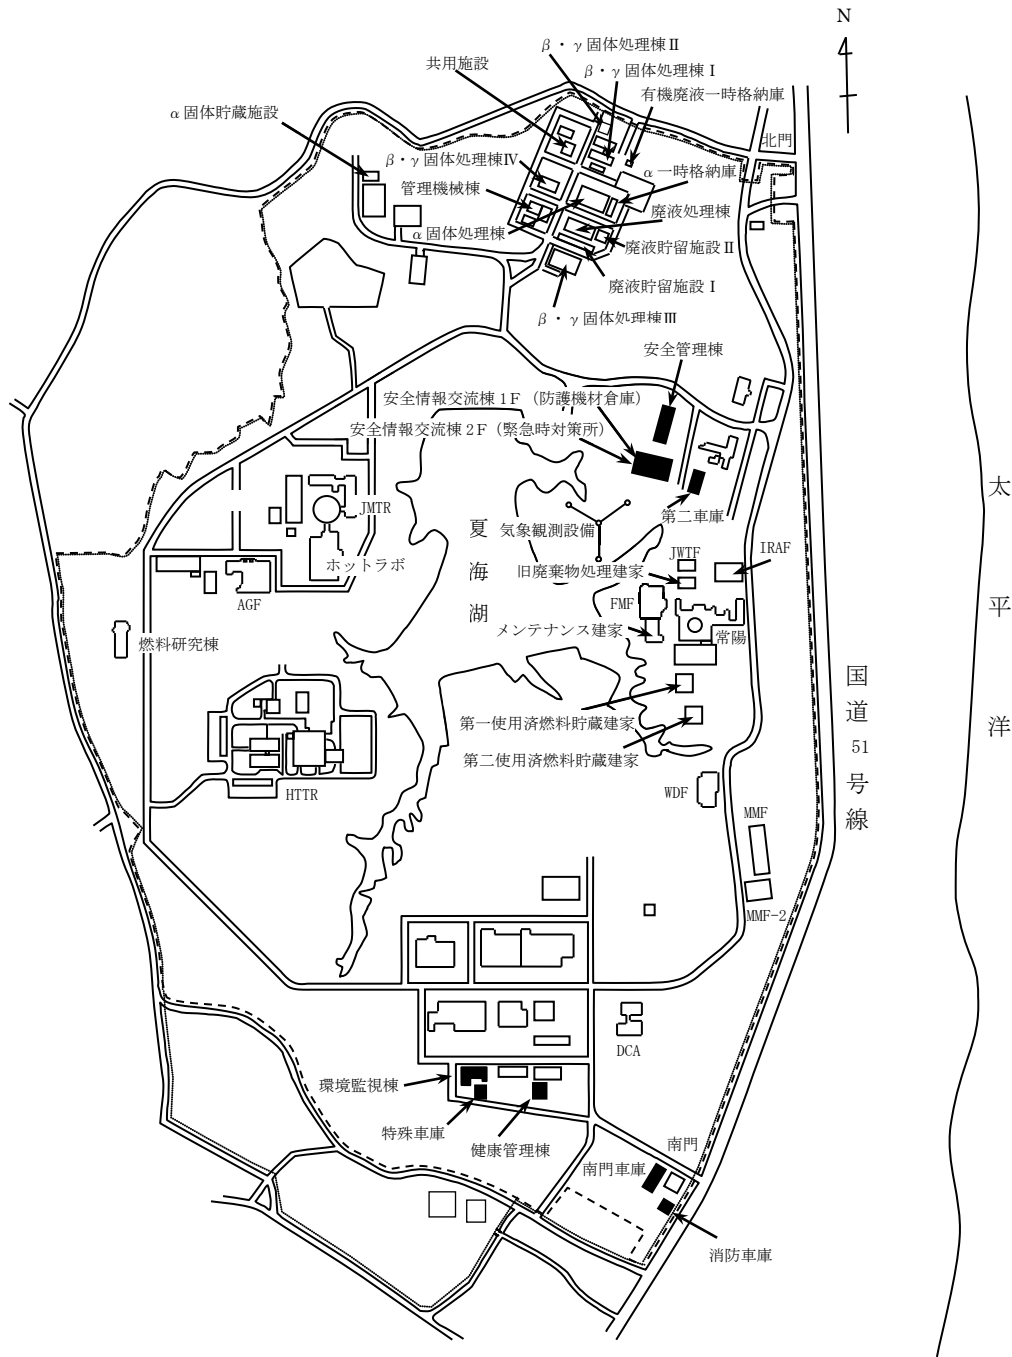 N
β・γ固体処理棟Ⅱ
共用施設
β・γ固体処理棟Ⅰ
有機廃液一時格納庫
α固体貯蔵施設
北門
β・γ固体処理棟Ⅳ
α一時格納庫
管理機械棟
廃液処理棟
α固体処理棟
廃液貯留施設Ⅱ
廃液貯留施設Ⅰ
β・γ固体処理棟Ⅲ
安全管理棟
安全情報交流棟1F（防護機材倉庫）
安全情報交流棟2F（緊急時対策所）
太平洋
JMTR
夏海湖
第二車庫
気象観測設備
JWTF
IRAF
ホットラボ
旧廃棄物処理建家
AGF
FMF
メンテナンス建家
常陽
燃料研究棟
国道51号線
第一使用済燃料貯蔵建家
第二使用済燃料貯蔵建家
WDF
HTTR
MMF
MMF-2
DCA
環境監視棟
特殊車庫
健康管理棟
南門
南門車庫
消防車庫